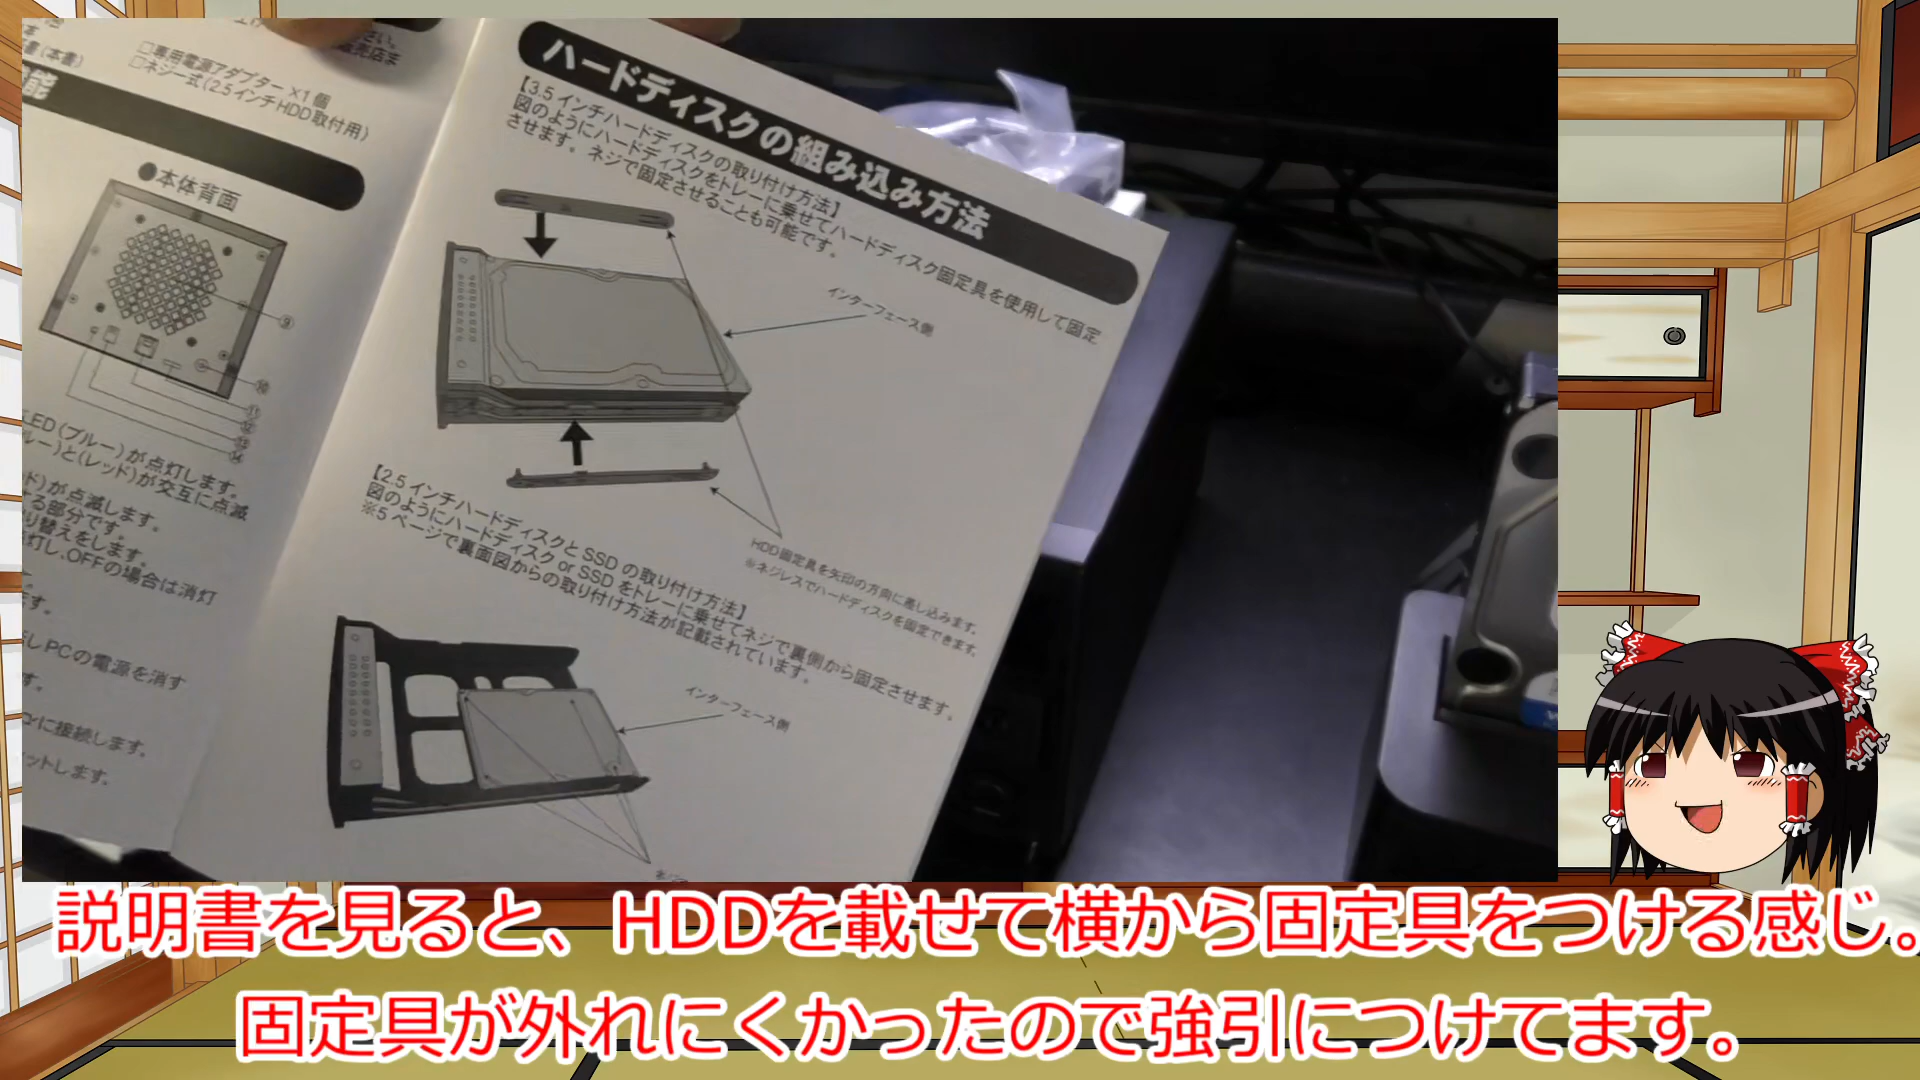 書(本書)
□専用電源アダプター ×1個
□ネジ一式(2.5インチHDD取付用)
能
●本体背面
⑨
⑩
⑪
⑫
⑬
⑭
LED(ブルー)が点灯します。
ルー)と(レッド)が交互に点滅
ド)が点滅します。
る部分です。
り替えをします。
灯し、OFFの場合は消灯
す。
しPCの電源を消す
す。
に接続します。
ットします。
ハードディスクの組み込み方法
【3.5インチハードディスクの取り付け方法】
図のようにハードディスクをトレーに乗せてハードディスク固定具を使用して固定
させます。ネジで固定させることも可能です。
インターフェース側
HDD固定具を矢印の方向に差し込みます。
※ネジレスでハードディスクを固定できます。
【2.5インチハードディスクとSSDの取り付け方法】
図のようにハードディスク or SSDをトレーに乗せてネジで裏側から固定させます。
※5ページで裏面図からの取り付け方法が記載されています。
インターフェース側
説明書を見ると、HDDを載せて横から固定具をつける感じ。
固定具が外れにくかったので強引につけてます。